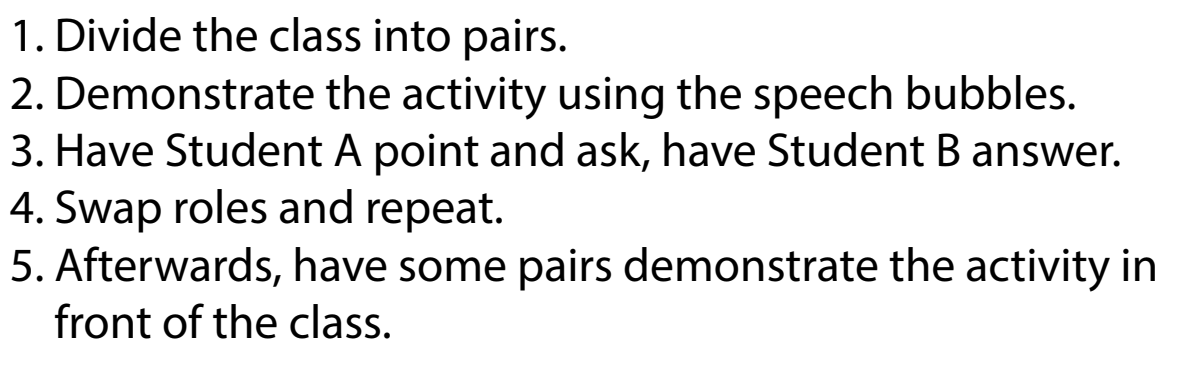 1. Divide the class into pairs.
2. Demonstrate the activity using the speech bubbles.
3. Have Student A point and ask, have Student B answer.
4. Swap roles and repeat.
5. Afterwards, have some pairs demonstrate the activity in
front of the class.